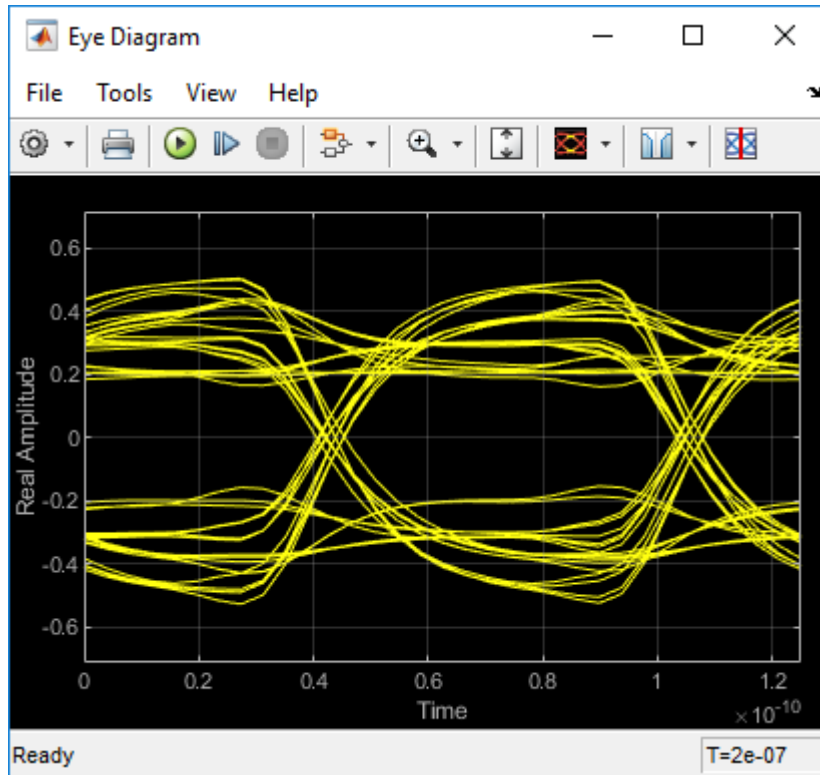 Eye Diagram
File Tools View Help
0.6
0.4
0.2
0
-0.2
-0.4
-0.6
Real Amplitude
0 0.2 0.4 0.6 0.8 1 1.2
Time
×10⁻¹⁰
Ready T=2e-07